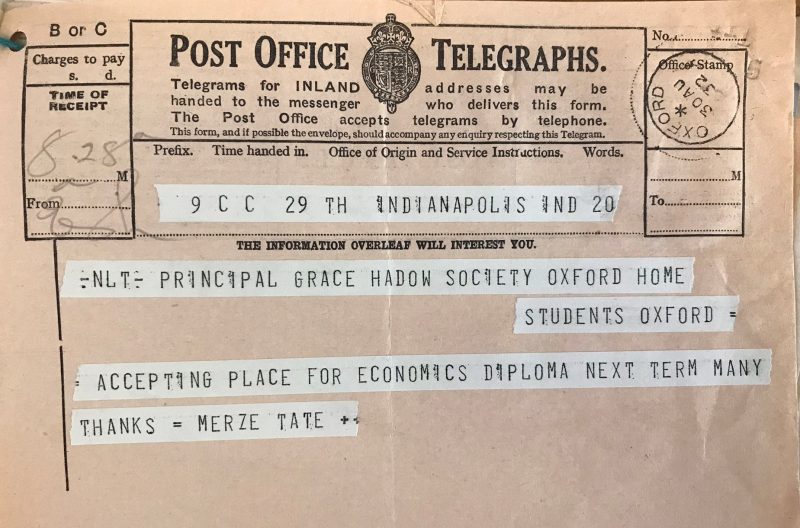 B or C
Charges to pay
s. d.
TIME OF
RECEIPT
8.28
M
From
POST OFFICE TELEGRAPHS.
Telegrams for INLAND addresses may be
handed to the messenger who delivers this form.
The Post Office accepts telegrams by telephone.
This form, and if possible the envelope, should accompany any enquiry respecting this Telegram.
Prefix. Time handed in. Office of Origin and Service Instructions. Words.
No.
Office Stamp
OXFORD
30 AU
32
M
To
9 C C 29 TH INDIANAPOLIS IND 20
THE INFORMATION OVERLEAF WILL INTEREST YOU.
-NLT- PRINCIPAL GRACE HADOW SOCIETY OXFORD HOME
STUDENTS OXFORD =
= ACCEPTING PLACE FOR ECONOMICS DIPLOMA NEXT TERM MANY
THANKS = MERZE TATE ++